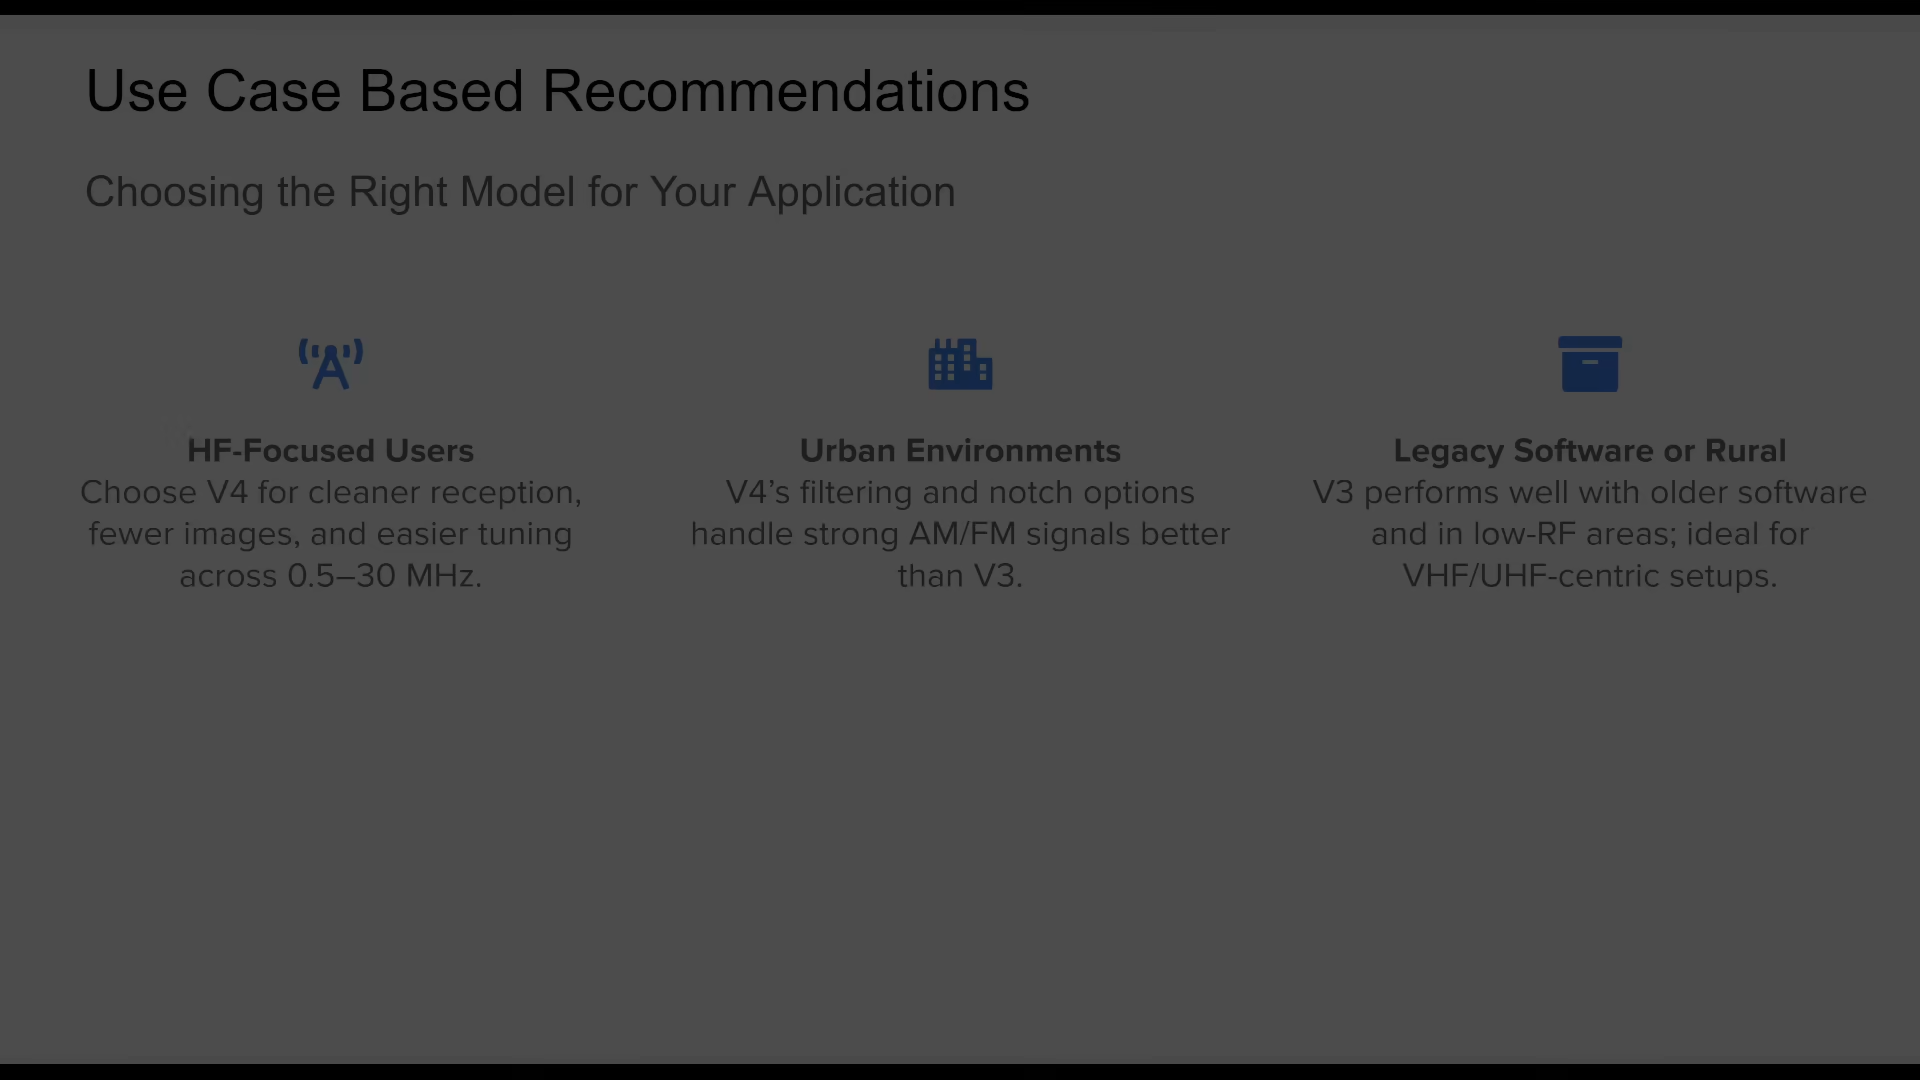 Use Case Based Recommendations
Choosing the Right Model for Your Application
HF-Focused Users
Choose V4 for cleaner reception,
fewer images, and easier tuning
across 0.5–30 MHz.
Urban Environments
V4’s filtering and notch options
handle strong AM/FM signals better
than V3.
Legacy Software or Rural
V3 performs well with older software
and in low-RF areas; ideal for
VHF/UHF-centric setups.